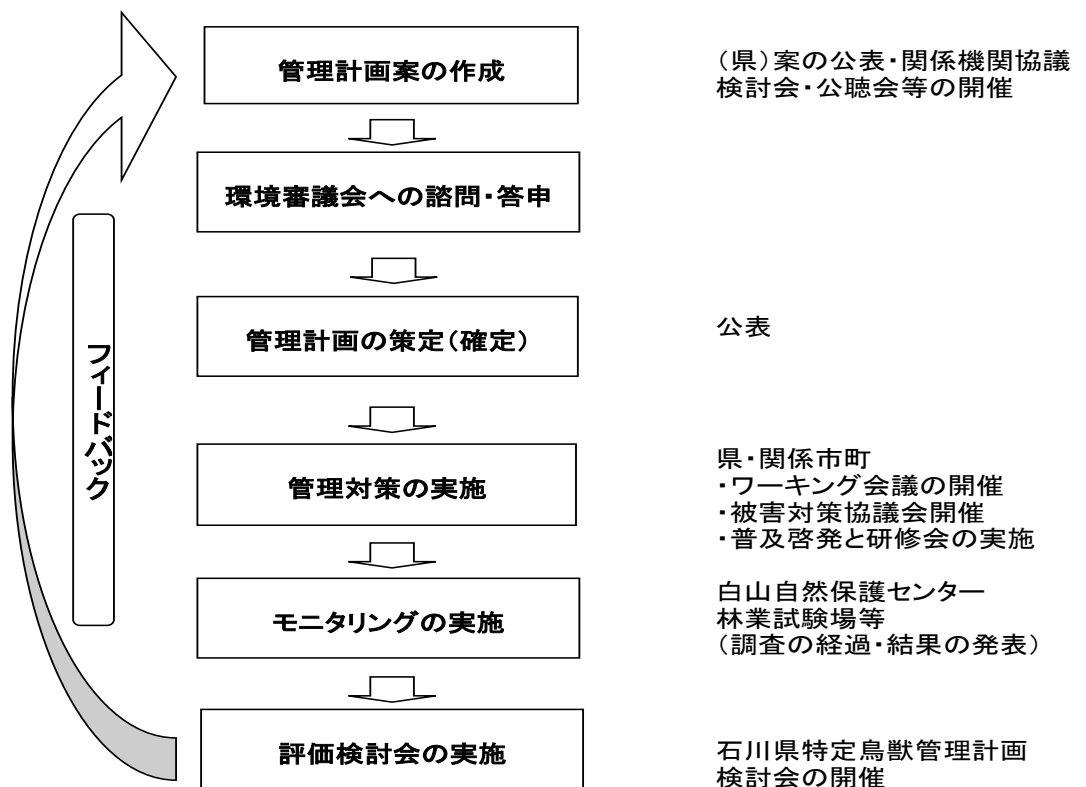 管理計画案の作成
(県)案の公表・関係機関協議
検討会・公聴会等の開催
環境審議会への諮問・答申
管理計画の策定(確定)
公表
フィードバック
管理対策の実施
県・関係市町
・ワーキング会議の開催
・被害対策協議会開催
・普及啓発と研修会の実施
モニタリングの実施
白山自然保護センター
林業試験場等
(調査の経過・結果の発表)
評価検討会の実施
石川県特定鳥獣管理計画
検討会の開催